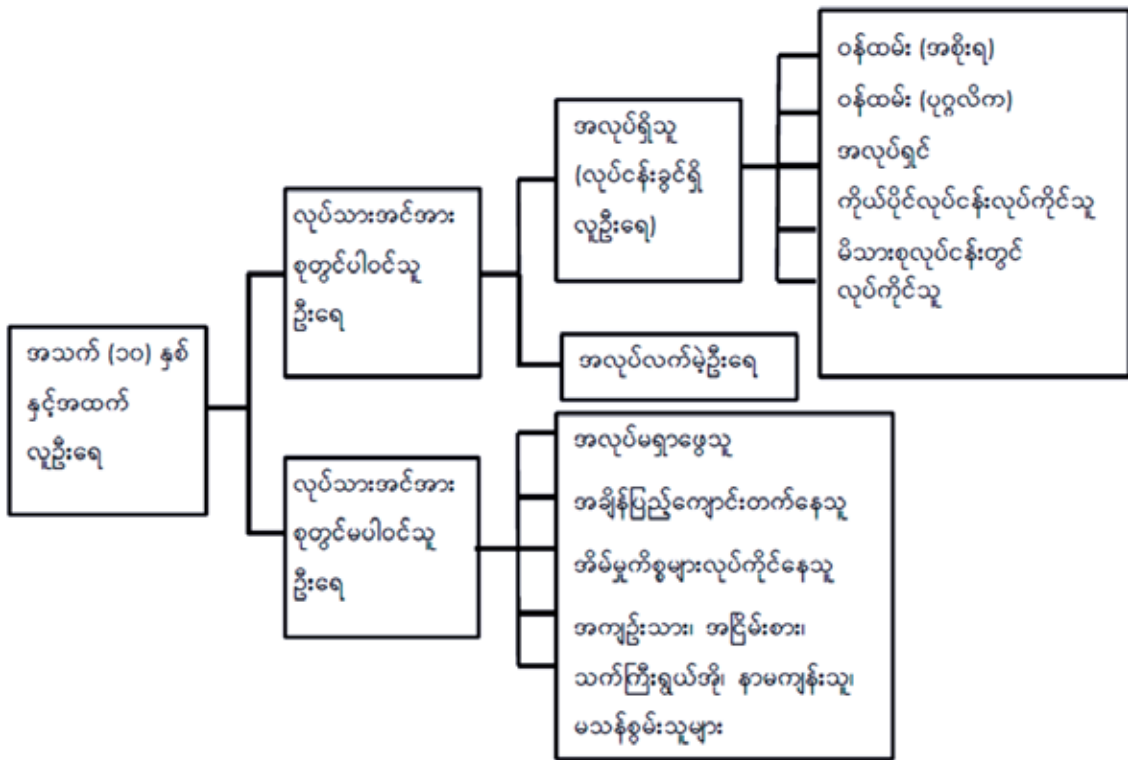 အသက် (၁၀) နှစ်
နှင့်အထက်
လူဦးရေ
လုပ်သားအင်အား
စုတွင်ပါဝင်သူ
ဦးရေ
အလုပ်ရှိသူ
(လုပ်ငန်းခွင်ရှိ
လူဦးရေ)
ဝန်ထမ်း (အစိုးရ)
ဝန်ထမ်း (ပုဂ္ဂလိက)
အလုပ်ရှင်
ကိုယ်ပိုင်လုပ်ငန်းလုပ်ကိုင်သူ
မိသားစုလုပ်ငန်းတွင်
လုပ်ကိုင်သူ
အလုပ်လက်မဲ့ဦးရေ
လုပ်သားအင်အား
စုတွင်မပါဝင်သူ
ဦးရေ
အလုပ်မရှာဖွေသူ
အချိန်ပြည့်ကျောင်းတက်နေသူ
အိမ်မှုကိစ္စများလုပ်ကိုင်နေသူ
အကျဉ်းသား၊ အငြိမ်းစား၊
သက်ကြီးရွယ်အို၊ နာမကျန်းသူ၊
မသန်စွမ်းသူများ